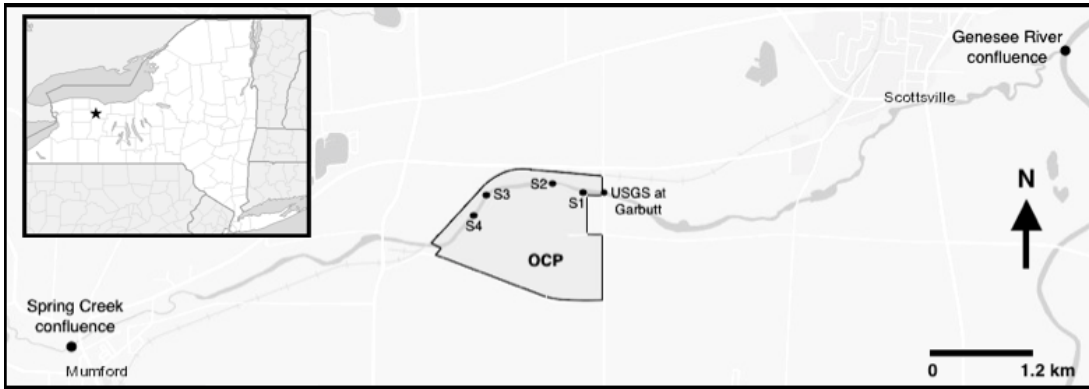 Genesee River
confluence
Scottsville
N
S2
S3
USGS at
Garbutt
S1
S4
OCP
Spring Creek
confluence
Mumford
0 1.2 km